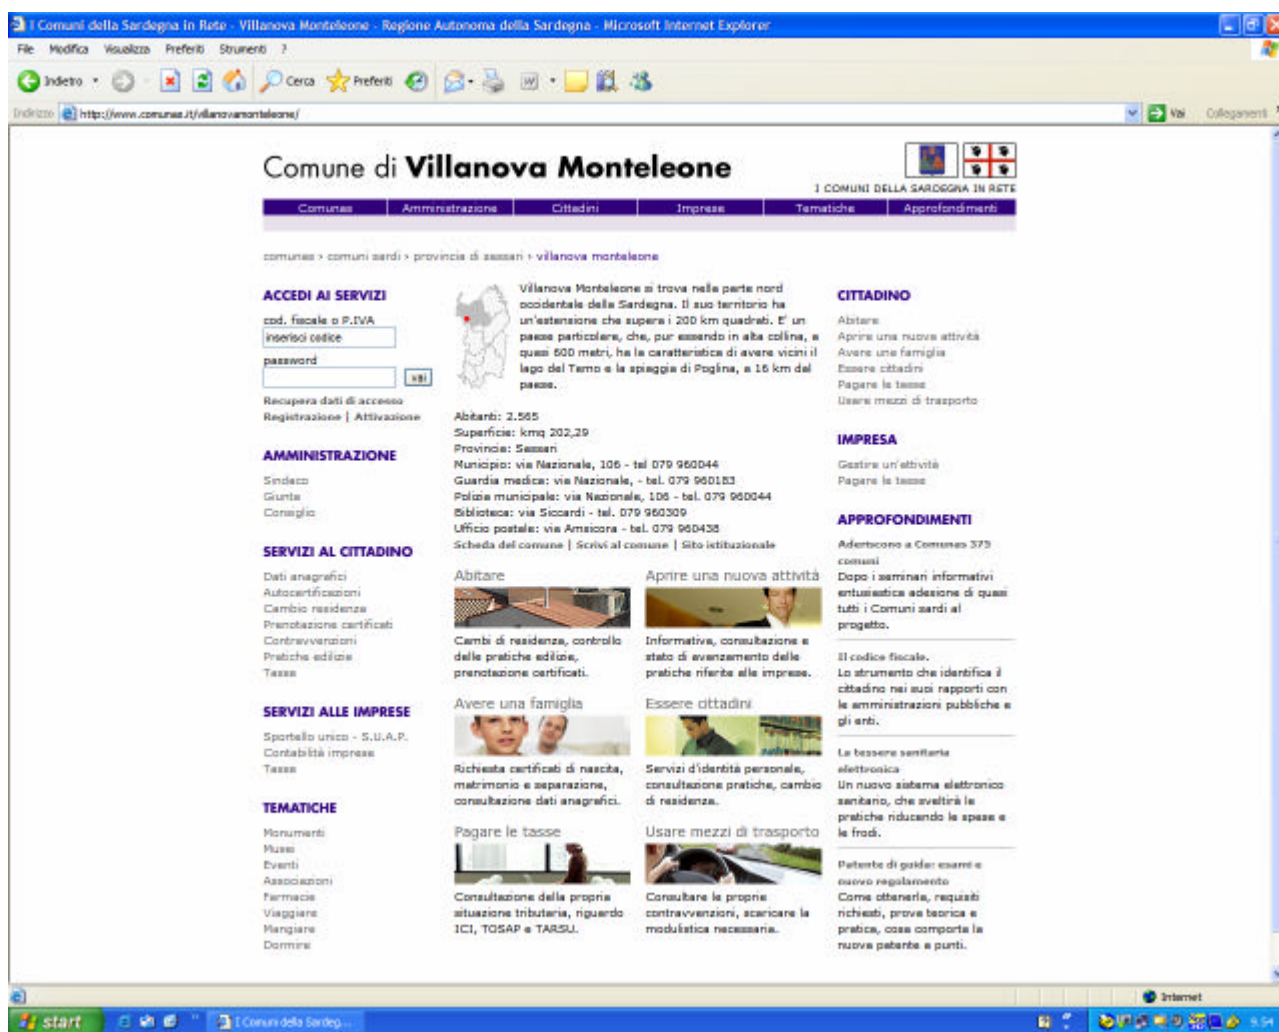 I Comuni della Sardegna in Rete - Villanova Monteleone - Regione Autonoma della Sardegna - Microsoft Internet Explorer
File Modifica Visualizza Preferiti Strumenti ?
Indietro Cerca Preferiti
Indirizzo http://www.comunas.it/villanovamonteleone/ Vai Collegamenti
Comune di Villanova Monteleone
I COMUNI DELLA SARDEGNA IN RETE
Comunas Amministrazione Cittadini Imprese Tematiche Approfondimenti
comunas > comuni sardi > provincia di sassari > villanova monteleone
ACCEDI AI SERVIZI
cod. fiscale o P.IVA
inserisci codice
password
vai
Recupera dati di accesso
Registrazione | Attivazione
AMMINISTRAZIONE
Sindaco
Giunta
Consiglio
SERVIZI AL CITTADINO
Dati anagrafici
Autocertificazioni
Cambio residenza
Prenotazione certificati
Contravvenzioni
Pratiche edilizie
Tasse
SERVIZI ALLE IMPRESE
Sportello unico - S.U.A.P.
Contabilità imprese
Tasse
TEMATICHE
Monumenti
Musei
Eventi
Associazioni
Farmacie
Viaggiare
Mangiare
Dormire
Villanova Monteleone si trova nella parte nord
occidentale della Sardegna. Il suo territorio ha
un'estensione che supera i 200 km quadrati. E' un
paese particolare, che, pur essendo in alta collina, a
quasi 600 metri, ha la caratteristica di avere vicini il
lago del Temo e la spiaggia di Poglina, a 16 km dal
paese.
Abitanti: 2.565
Superficie: kmq 202,29
Provincia: Sassari
Municipio: via Nazionale, 106 - tel 079 960044
Guardia medica: via Nazionale, - tel. 079 960183
Polizia municipale: via Nazionale, 106 - tel. 079 960044
Biblioteca: via Siccardi - tel. 079 960309
Ufficio postale: via Amsicora - tel. 079 960438
Scheda del comune | Scrivi al comune | Sito istituzionale
Abitare
Cambi di residenza, controllo
delle pratiche edilizie,
prenotazione certificati.
Aprire una nuova attività
Informativa, consultazione e
stato di avanzamento delle
pratiche riferite alle imprese.
Avere una famiglia
Richiesta certificati di nascita,
matrimonio e separazione,
consultazione dati anagrafici.
Essere cittadini
Servizi d'identità personale,
consultazione pratiche, cambio
di residenza.
Pagare le tasse
Consultazione della propria
situazione tributaria, riguardo
ICI, TOSAP e TARSU.
Usare mezzi di trasporto
Consultare le proprie
contravvenzioni, scaricare la
modulistica necessaria.
CITTADINO
Abitare
Aprire una nuova attività
Avere una famiglia
Essere cittadini
Pagare le tasse
Usare mezzi di trasporto
IMPRESA
Gestire un'attività
Pagare le tasse
APPROFONDIMENTI
Aderiscono a Comunas 375
comuni
Dopo i seminari informativi
entusiastica adesione di quasi
tutti i Comuni sardi al
progetto.
Il codice fiscale.
Lo strumento che identifica il
cittadino nei suoi rapporti con
le amministrazioni pubbliche e
gli enti.
La tessera sanitaria
elettronica
Un nuovo sistema elettronico
sanitario, che sveltirà le
pratiche riducendo le spese e
le frodi.
Patente di guida: esami e
nuovo regolamento
Come ottenerla, requisiti
richiesti, prova teorica e
pratica, cosa comporta la
nuova patente a punti.
Internet
start I Comuni della Sardeg... 9.54